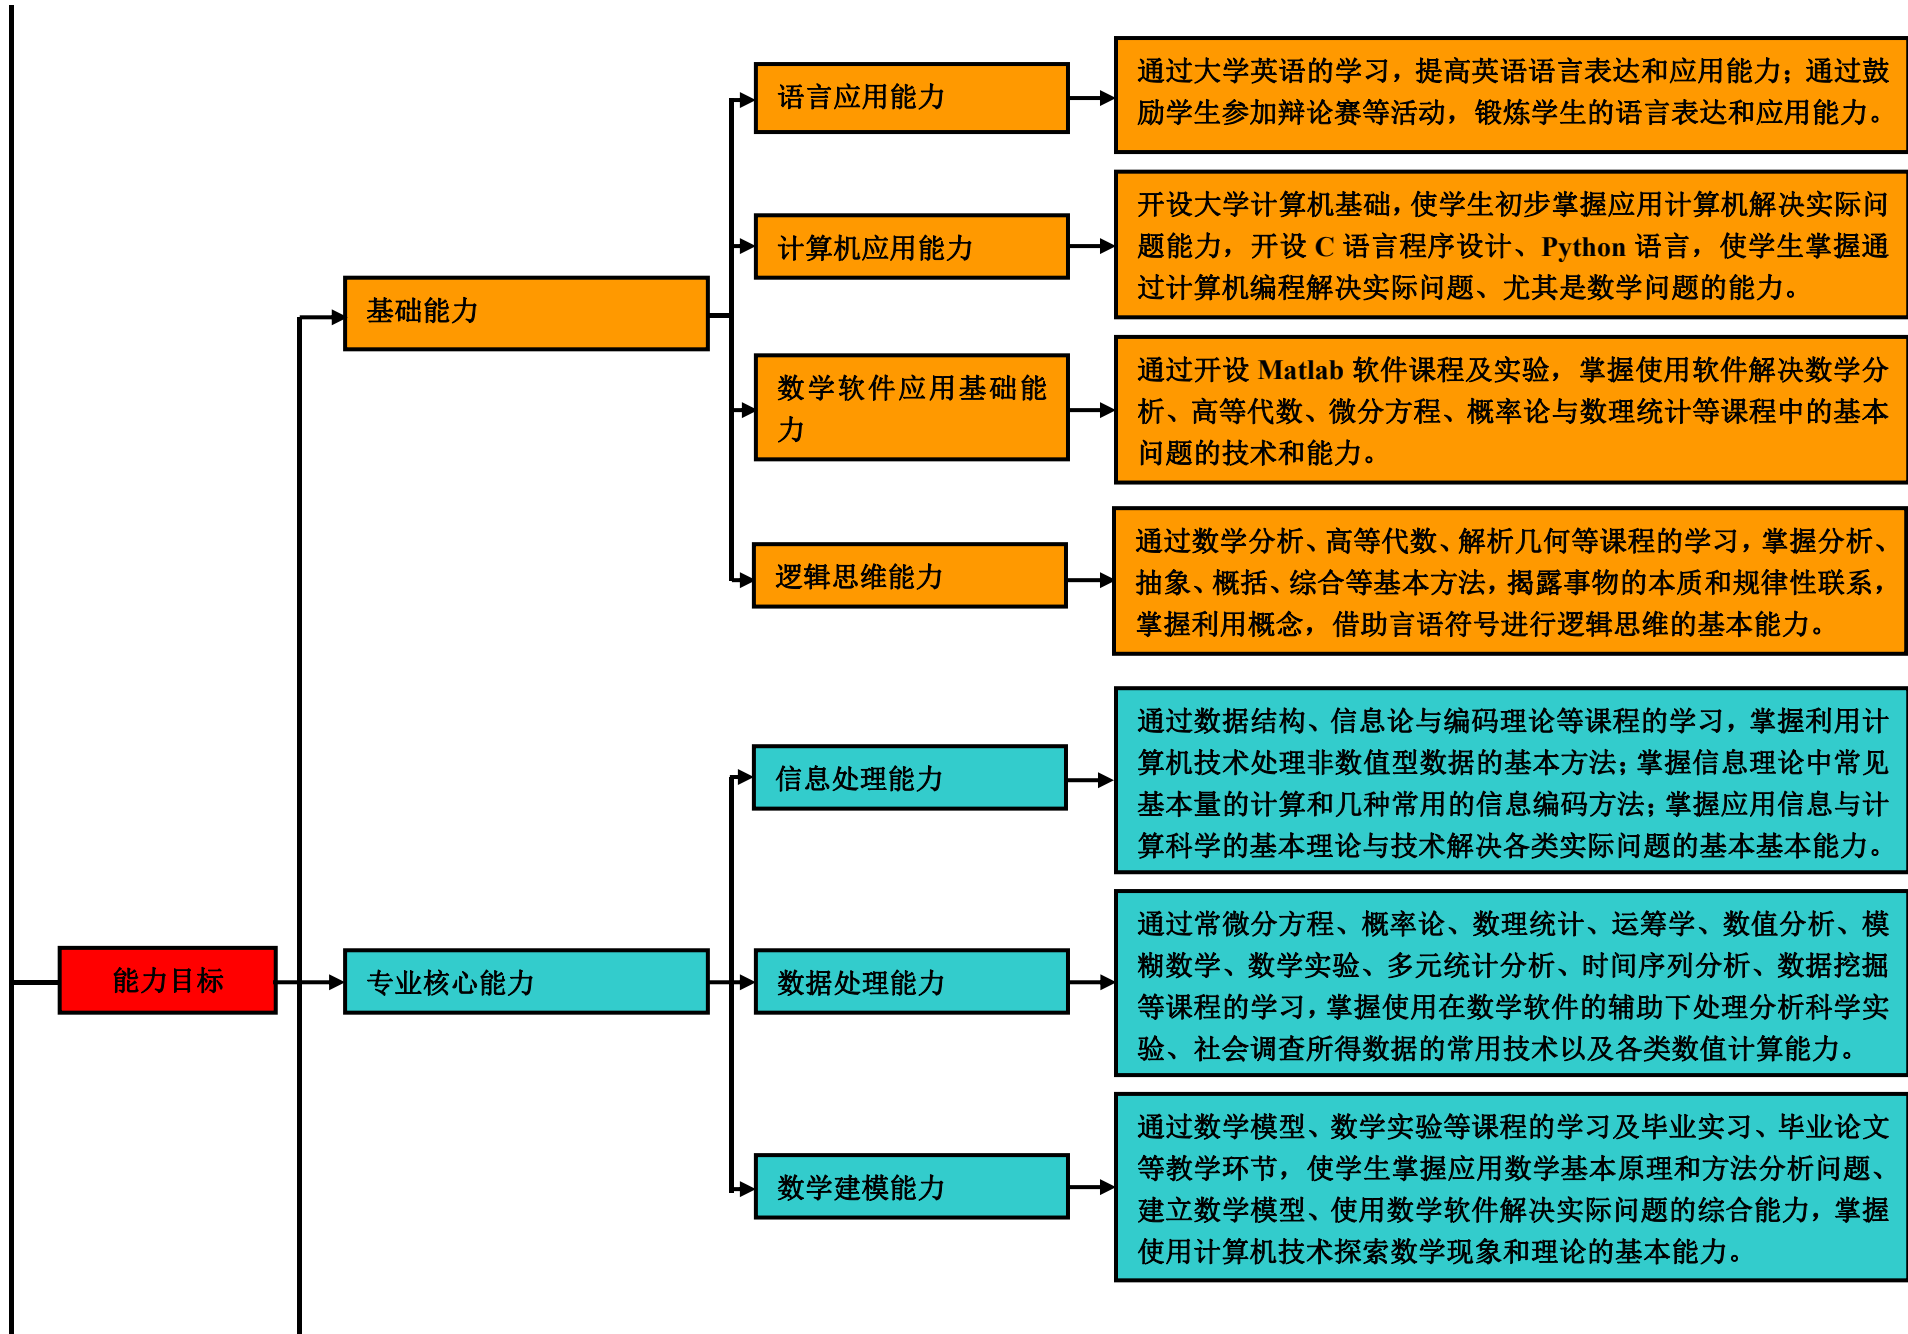 语言应用能力
通过大学英语的学习，提高英语语言表达和应用能力；通过鼓
励学生参加辩论赛等活动，锻炼学生的语言表达和应用能力。
计算机应用能力
开设大学计算机基础，使学生初步掌握应用计算机解决实际问
题能力，开设 C 语言程序设计、Python 语言，使学生掌握通
过计算机编程解决实际问题、尤其是数学问题的能力。
基础能力
数学软件应用基础能
力
通过开设 Matlab 软件课程及实验，掌握使用软件解决数学分
析、高等代数、微分方程、概率论与数理统计等课程中的基本
问题的技术和能力。
逻辑思维能力
通过数学分析、高等代数、解析几何等课程的学习，掌握分析、
抽象、概括、综合等基本方法，揭露事物的本质和规律性联系，
掌握利用概念，借助言语符号进行逻辑思维的基本能力。
信息处理能力
通过数据结构、信息论与编码理论等课程的学习，掌握利用计
算机技术处理非数值型数据的基本方法；掌握信息理论中常见
基本量的计算和几种常用的信息编码方法；掌握应用信息与计
算科学的基本理论与技术解决各类实际问题的基本基本能力。
能力目标
专业核心能力
数据处理能力
通过常微分方程、概率论、数理统计、运筹学、数值分析、模
糊数学、数学实验、多元统计分析、时间序列分析、数据挖掘
等课程的学习，掌握使用在数学软件的辅助下处理分析科学实
验、社会调查所得数据的常用技术以及各类数值计算能力。
数学建模能力
通过数学模型、数学实验等课程的学习及毕业实习、毕业论文
等教学环节，使学生掌握应用数学基本原理和方法分析问题、
建立数学模型、使用数学软件解决实际问题的综合能力，掌握
使用计算机技术探索数学现象和理论的基本能力。